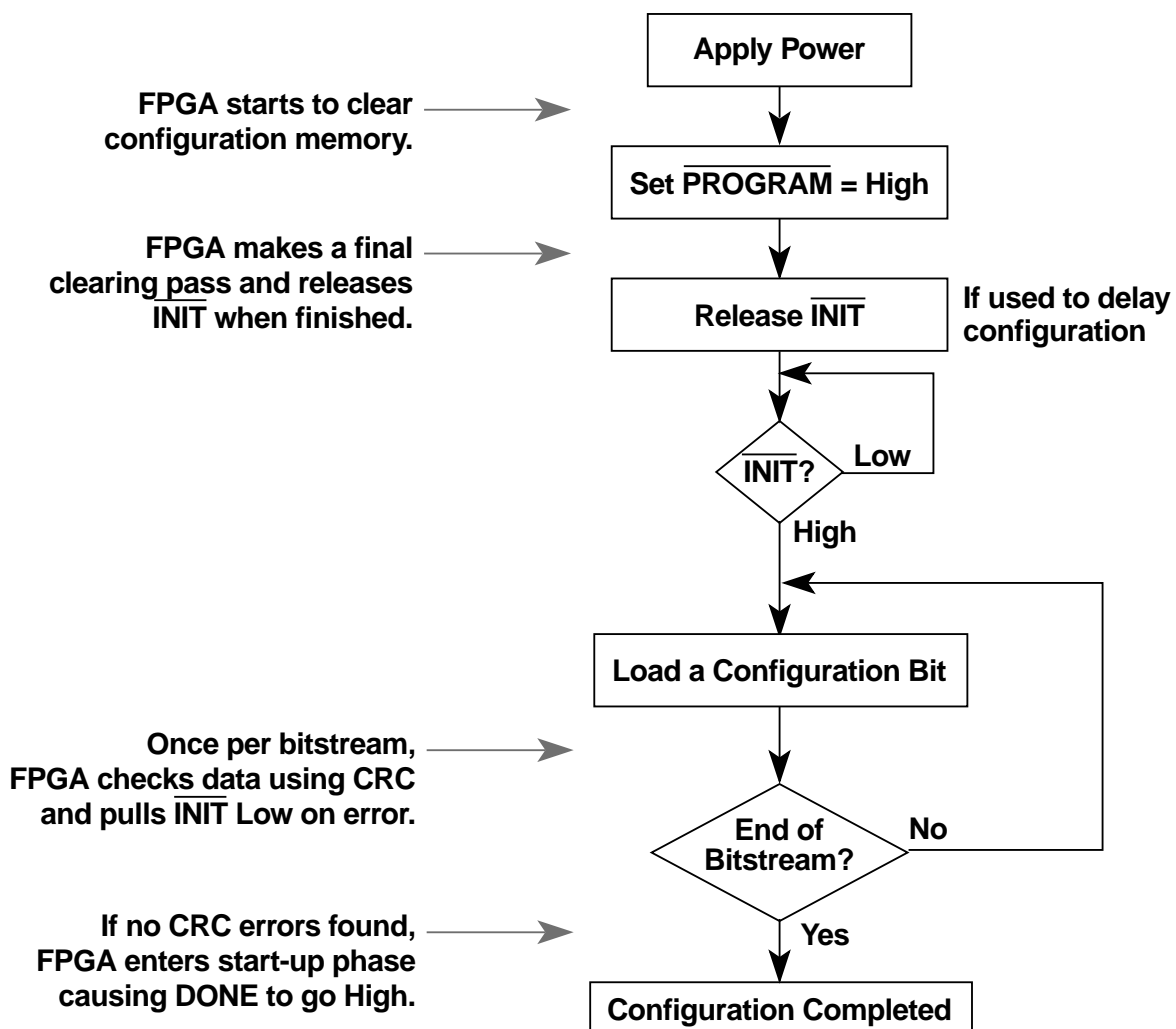 Apply Power
FPGA starts to clear
configuration memory.
Set PROGRAM = High
FPGA makes a final
clearing pass and releases
INIT when finished.
Release INIT
If used to delay
configuration
INIT?
Low
High
Load a Configuration Bit
Once per bitstream,
FPGA checks data using CRC
and pulls INIT Low on error.
End of
Bitstream?
No
Yes
If no CRC errors found,
FPGA enters start-up phase
causing DONE to go High.
Configuration Completed